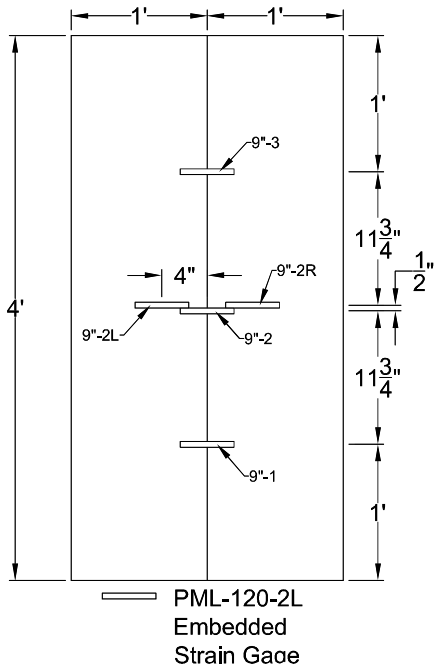 1' 1'
9"-3
1'
11 3/4"
4"
9"-2R
1/2"
4'
9"-2L
9"-2
11 3/4"
9"-1
1'
PML-120-2L
Embedded
Strain Gage